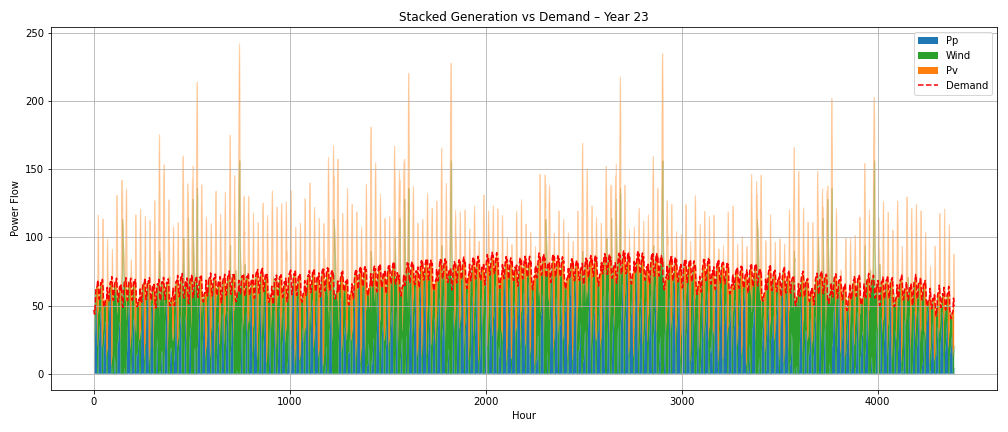 Stacked Generation vs Demand – Year 23
Power Flow
250
200
150
100
50
0
0
1000
2000
3000
4000
Hour
Pp
Wind
Pv
Demand